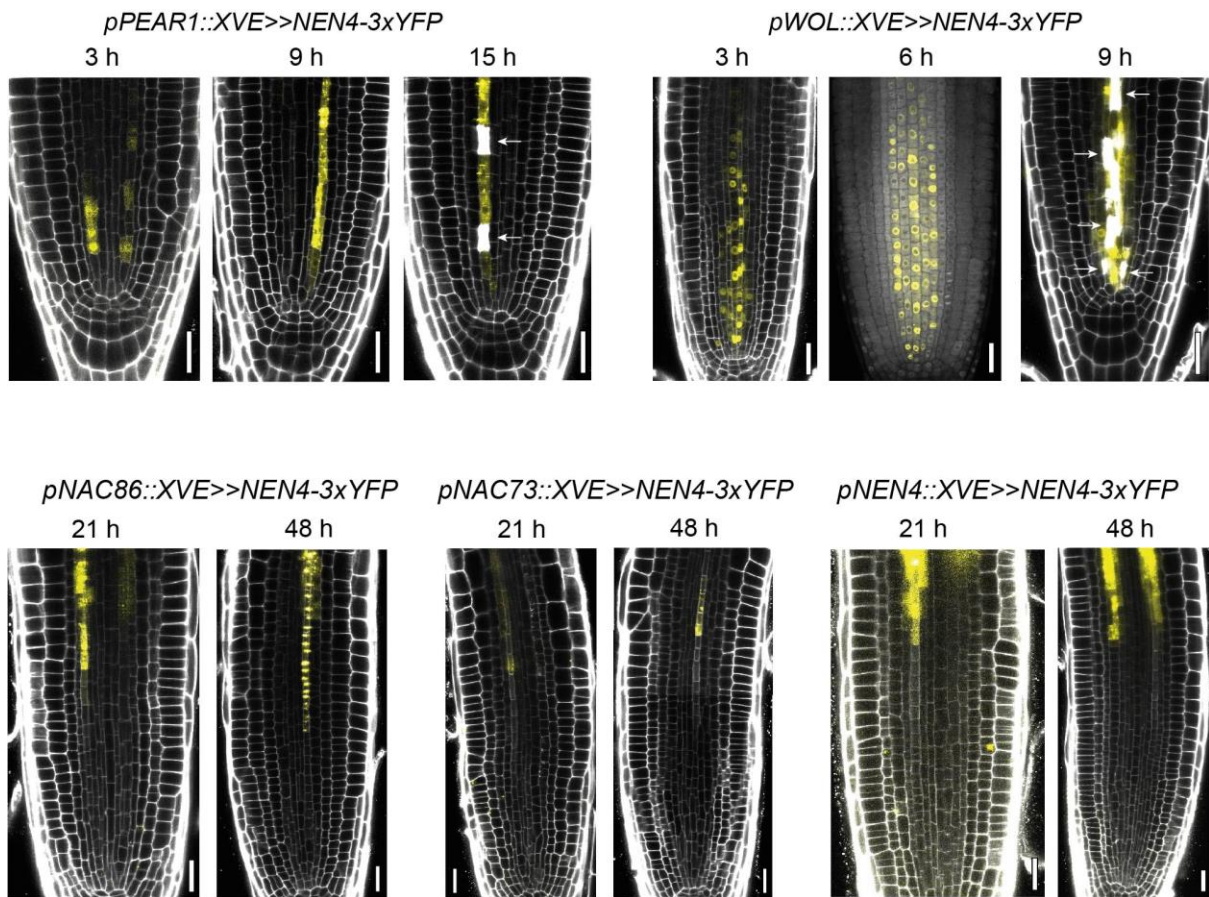 pPEAR1::XVE>>NEN4-3xYFP pWOL::XVE>>NEN4-3xYFP
3 h 9 h 15 h 3 h 6 h 9 h
pNAC86::XVE>>NEN4-3xYFP pNAC73::XVE>>NEN4-3xYFP pNEN4::XVE>>NEN4-3xYFP
21 h 48 h 21 h 48 h 21 h 48 h